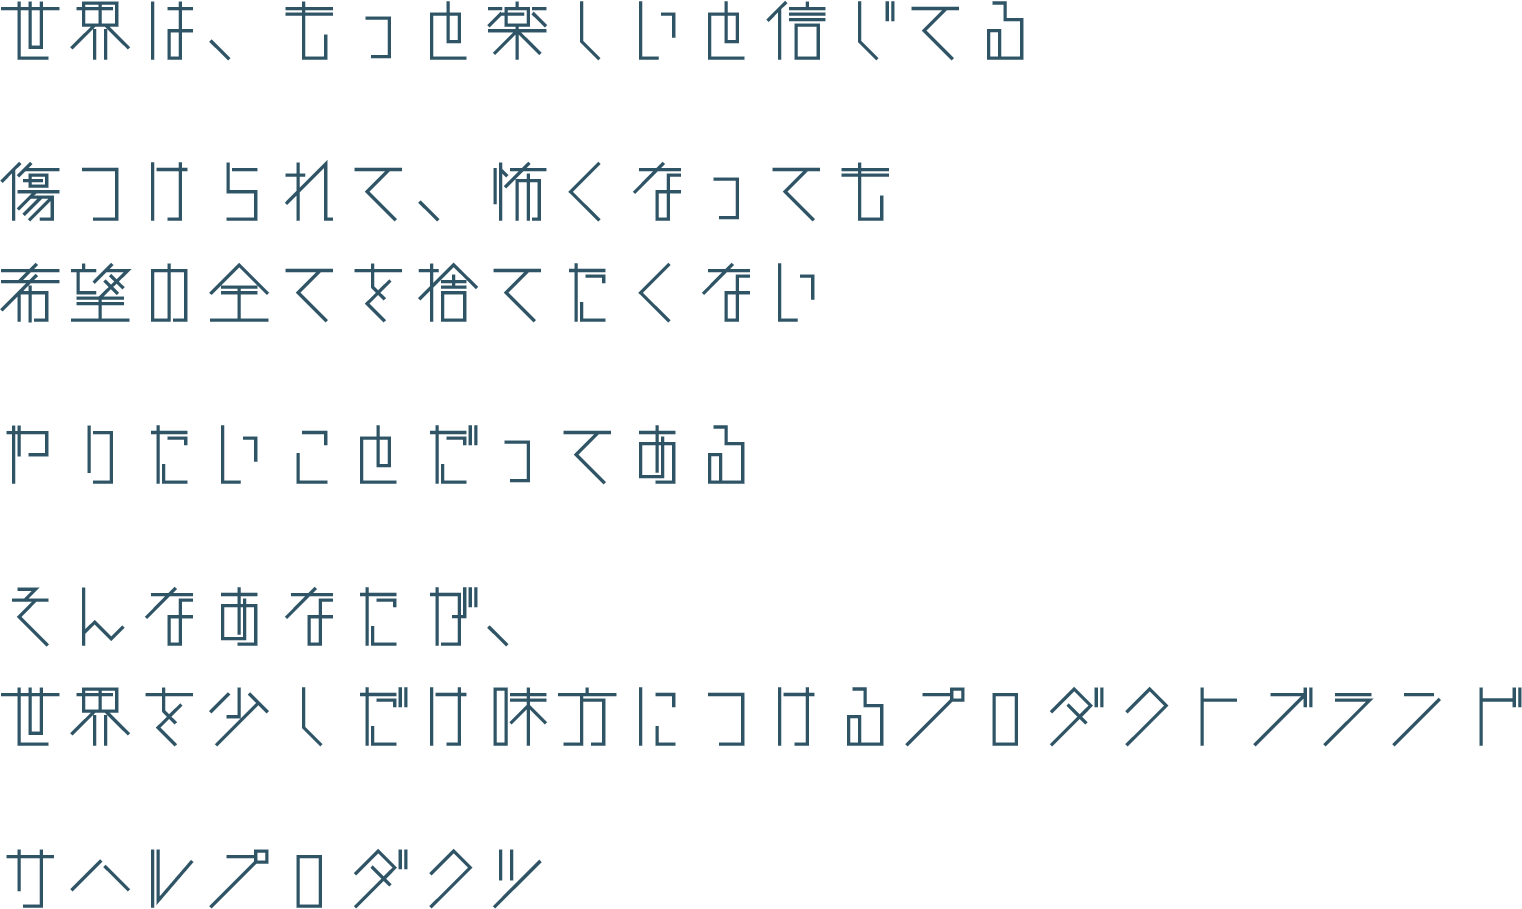 世界は、もっと楽しいと信じてる
傷つけられて、怖くなっても
希望の全てを捨てたくない
やりたいことだってある
そんなあなたが、
世界を少しだけ味方につけるプロダクトブランド
サヘルプロダクツ